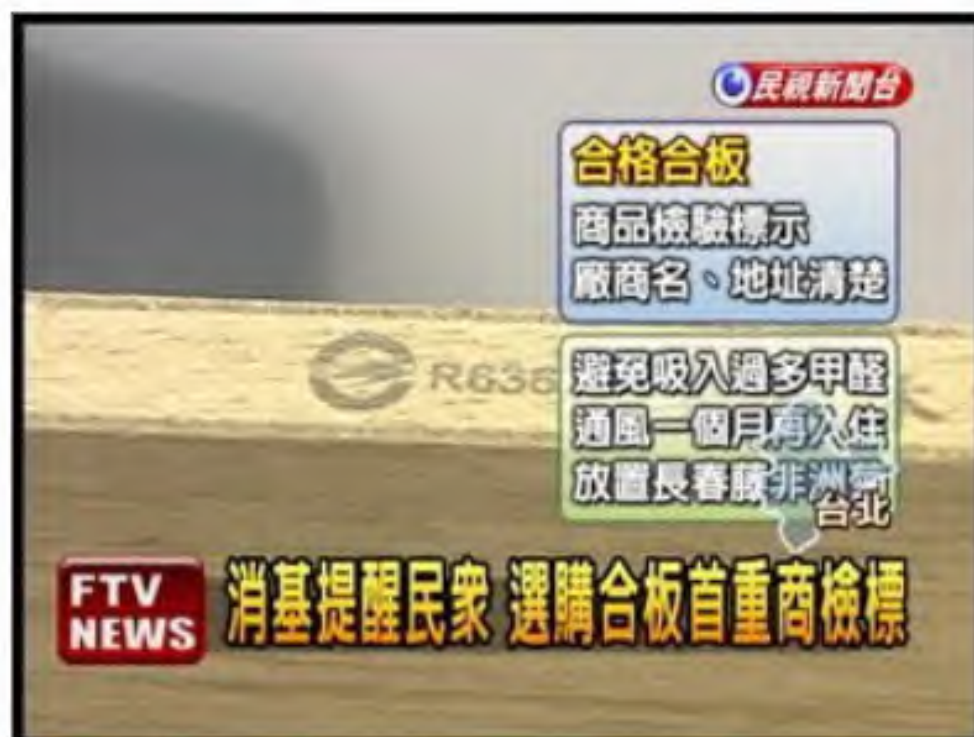 民視新聞台
合格合板
商品檢驗標示
廠商名、地址清楚
R636
避免吸入過多甲醛
通風一個月再入住
放置長春藤非洲菊
台北
FTV
NEWS
消基提醒民眾 選購合板首重商檢標